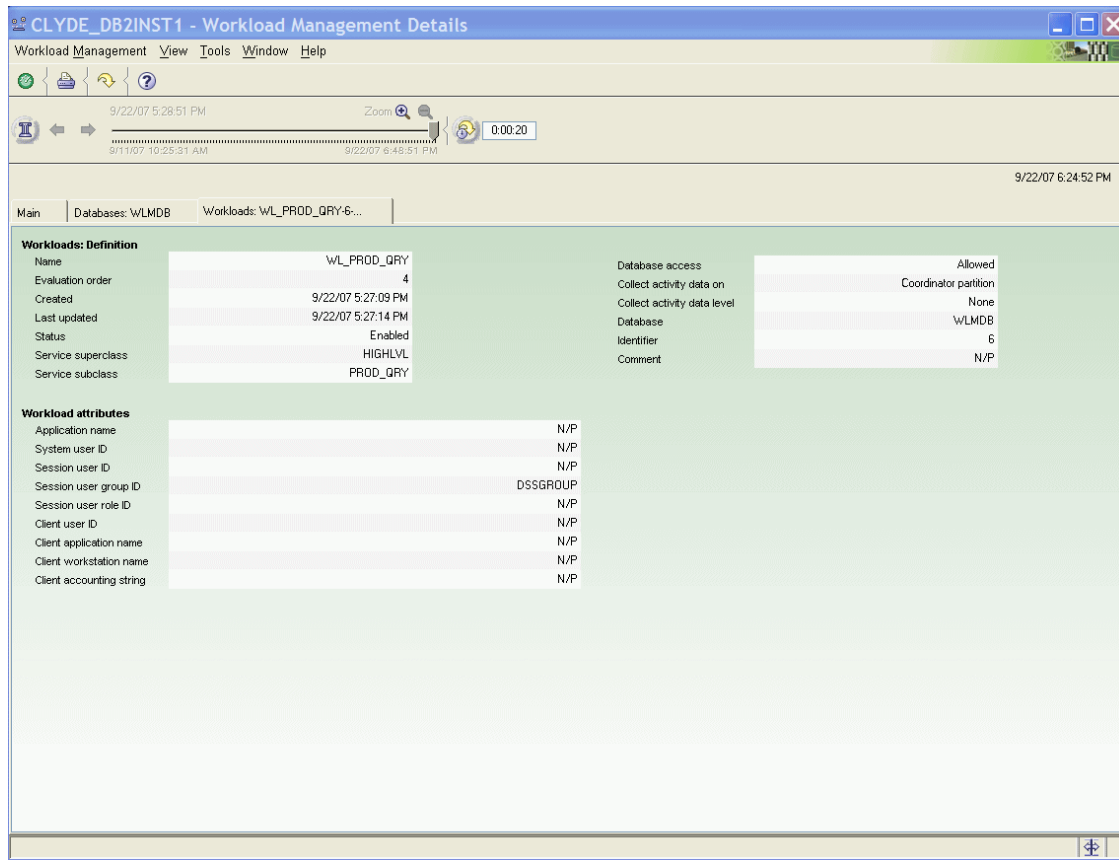 CLYDE_DB2INST1 - Workload Management Details
Workload Management View Tools Window Help
9/22/07 5:28:51 PM Zoom
0:00:20
9/11/07 10:25:31 AM 9/22/07 6:48:51 PM
9/22/07 6:24:52 PM
Main Databases: WLMDB Workloads: WL_PROD_QRY-6-...
Workloads: Definition
Name WL_PROD_QRY
Evaluation order 4
Created 9/22/07 5:27:09 PM
Last updated 9/22/07 5:27:14 PM
Status Enabled
Service superclass HIGHLVL
Service subclass PROD_QRY
Database access Allowed
Collect activity data on Coordinator partition
Collect activity data level None
Database WLMDB
Identifier 6
Comment N/P
Workload attributes
Application name N/P
System user ID N/P
Session user ID N/P
Session user group ID DSSGROUP
Session user role ID N/P
Client user ID N/P
Client application name N/P
Client workstation name N/P
Client accounting string N/P